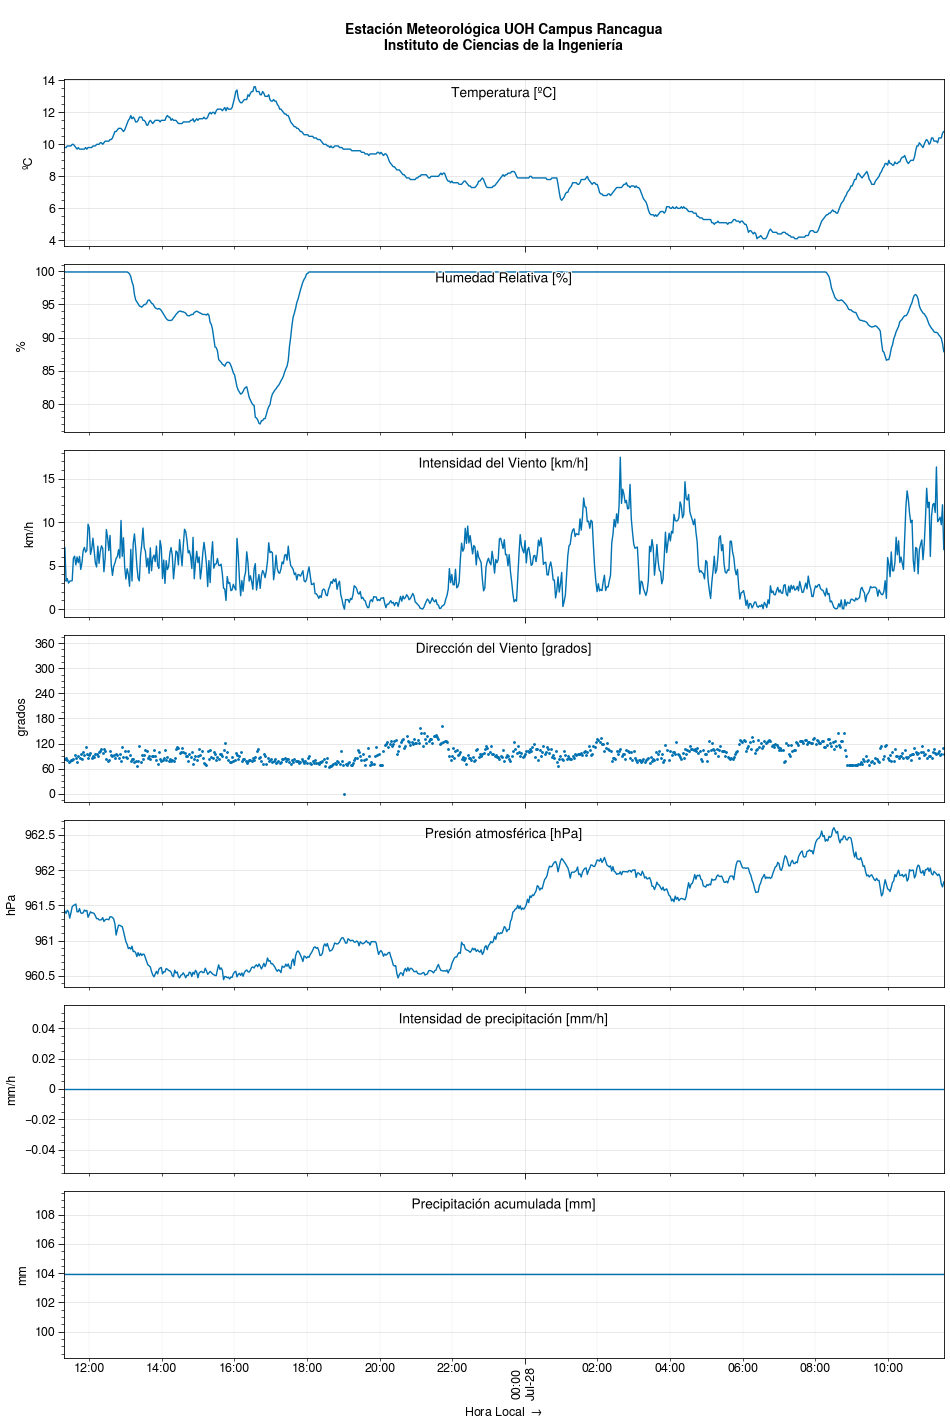 Estación Meteorológica UOH Campus Rancagua
Instituto de Ciencias de la Ingeniería
Temperatura [ºC]
ºC
14
12
10
8
6
4
Humedad Relativa [%]
%
100
95
90
85
80
Intensidad del Viento [km/h]
km/h
15
10
5
0
Dirección del Viento [grados]
grados
360
300
240
180
120
60
0
Presión atmosférica [hPa]
hPa
962.5
962
961.5
961
960.5
Intensidad de precipitación [mm/h]
mm/h
0.04
0.02
0
−0.02
−0.04
Precipitación acumulada [mm]
mm
108
106
104
102
100
12:00 14:00 16:00 18:00 20:00 22:00 00:00 02:00 04:00 06:00 08:00 10:00
Jul-28
Hora Local →